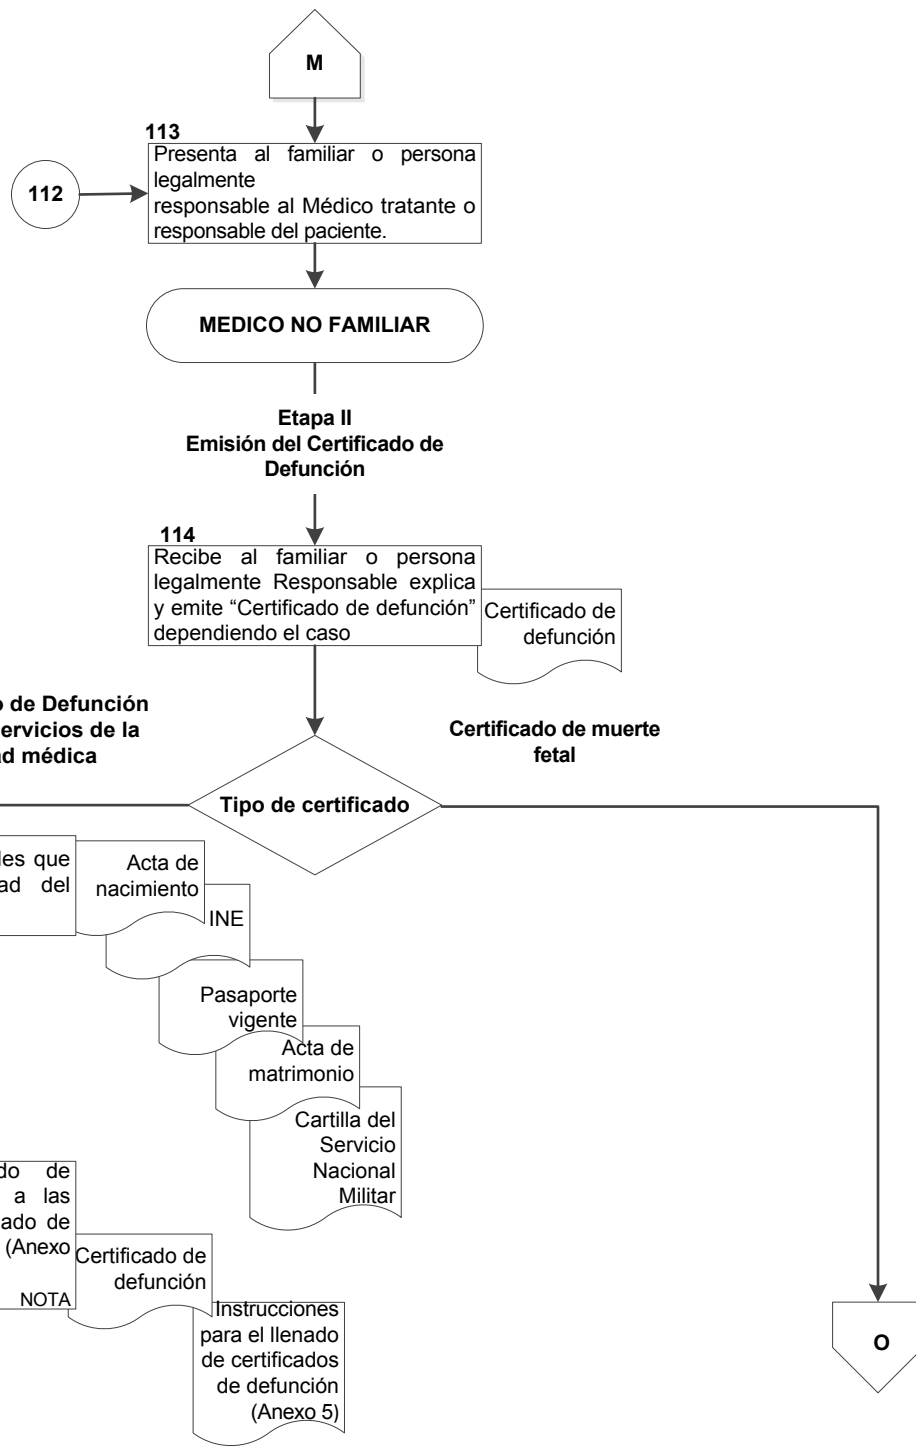 M
113
Presenta al familiar o persona
legalmente
responsable al Médico tratante o
responsable del paciente.
112
MEDICO NO FAMILIAR
Etapa II
Emisión del Certificado de
Defunción
114
Recibe al familiar o persona
legalmente Responsable explica
y emite “Certificado de defunción”
dependiendo el caso
Certificado de
defunción
o de Defunción
ervicios de la
ad médica
Certificado de muerte
fetal
Tipo de certificado
les que
ad del
Acta de
nacimiento
INE
Pasaporte
vigente
Acta de
matrimonio
Cartilla del
Servicio
Nacional
Militar
do de
a las
ado de
(Anexo
NOTA
Certificado de
defunción
Instrucciones
para el llenado
de certificados
de defunción
(Anexo 5)
O